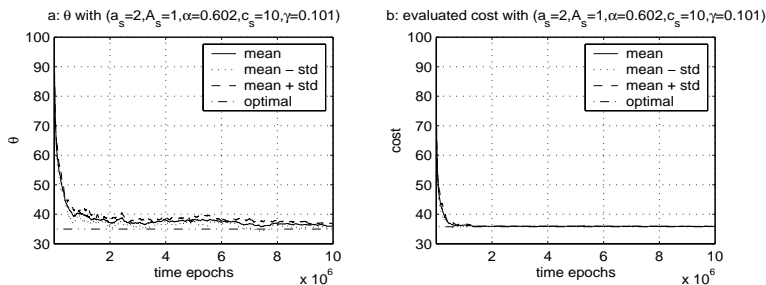 a: θ with (a_s=2,A_s=1,α=0.602,c_s=10,γ=0.101)
100
90
80
70
60
50
40
30
θ
mean
mean − std
mean + std
optimal
2
4
6
8
10
time epochs
x 10^6
b: evaluated cost with (a_s=2,A_s=1,α=0.602,c_s=10,γ=0.101)
100
90
80
70
60
50
40
30
cost
mean
mean − std
mean + std
optimal
2
4
6
8
10
time epochs
x 10^6